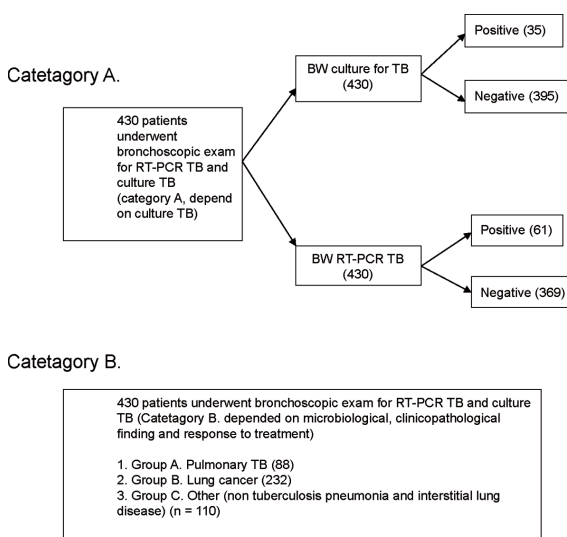 Catetagory A.
430 patients
underwent
bronchoscopic exam
for RT-PCR TB and
culture TB
(category A, depend
on culture TB)
BW culture for TB
(430)
Positive (35)
Negative (395)
BW RT-PCR TB
(430)
Positive (61)
Negative (369)
Catetagory B.
430 patients underwent bronchoscopic exam for RT-PCR TB and culture
TB (Catetagory B. depended on microbiological, clinicopathological
finding and response to treatment)
1. Group A. Pulmonary TB (88)
2. Group B. Lung cancer (232)
3. Group C. Other (non tuberculosis pneumonia and interstitial lung
disease) (n = 110)